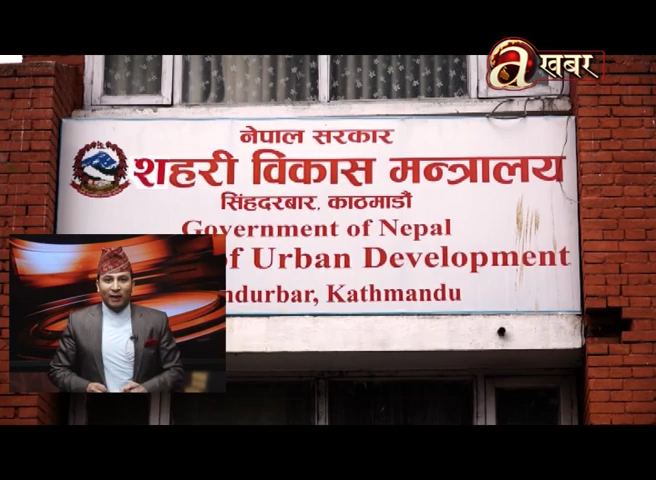 a खबर
नेपाल सरकार
शहरी विकास मन्त्रालय
सिंहदरबार, काठमाडौं
Government of Nepal
of Urban Development
ndurbar, Kathmandu